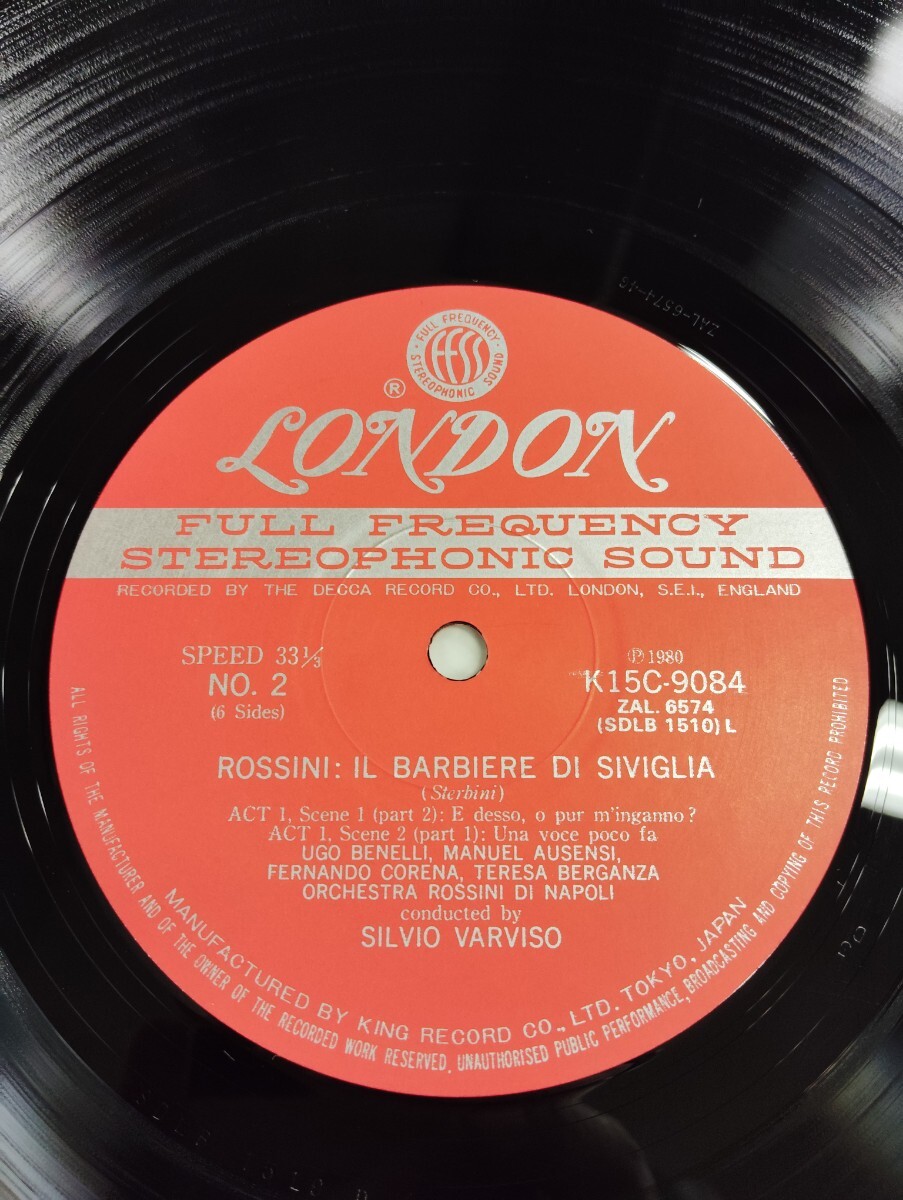 ZAL-6574-4S
FULL FREQUENCY
STEREOPHONIC SOUND
FFSS
®
LONDON
FULL FREQUENCY
STEREOPHONIC SOUND
RECORDED BY THE DECCA RECORD CO., LTD. LONDON, S.E.I., ENGLAND
SPEED 33⅓
NO. 2
(6 Sides)
Ⓟ 1980
K15C-9084
ZAL. 6574
(SDLB 1510) L
ROSSINI: IL BARBIERE DI SIVIGLIA
(Sterbini)
ACT 1, Scene 1 (part 2): E desso, o pur m'inganno?
ACT 1, Scene 2 (part 1): Una voce poco fa
UGO BENELLI, MANUEL AUSENSI,
FERNANDO CORENA, TERESA BERGANZA
ORCHESTRA ROSSINI DI NAPOLI
conducted by
SILVIO VARVISO
MANUFACTURED BY KING RECORD CO., LTD. TOKYO, JAPAN
ALL RIGHTS OF THE MANUFACTURER AND OF THE OWNER OF THE RECORDED WORK RESERVED. UNAUTHORISED PUBLIC PERFORMANCE, BROADCASTING AND COPYING OF THIS RECORD PROHIBITED